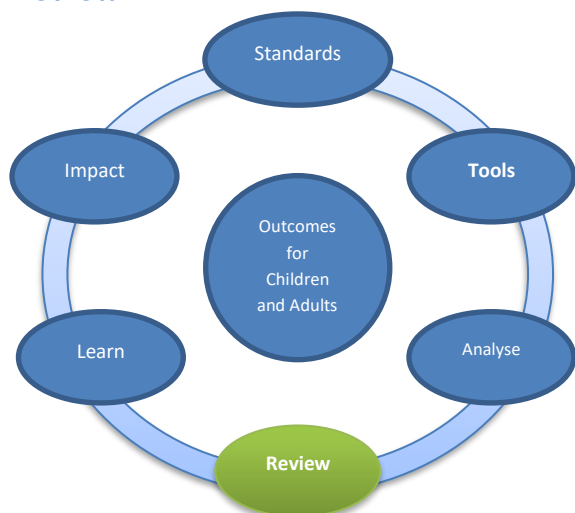 Standards
Impact
Tools
Outcomes
for
Children
and Adults
Learn
Analyse
Review